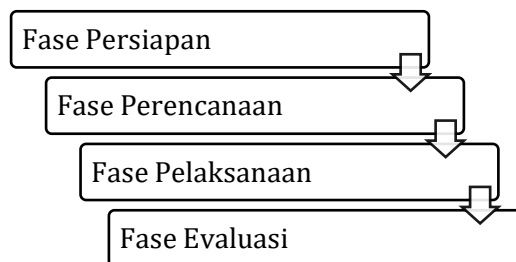 Fase Persiapan
Fase Perencanaan
Fase Pelaksanaan
Fase Evaluasi